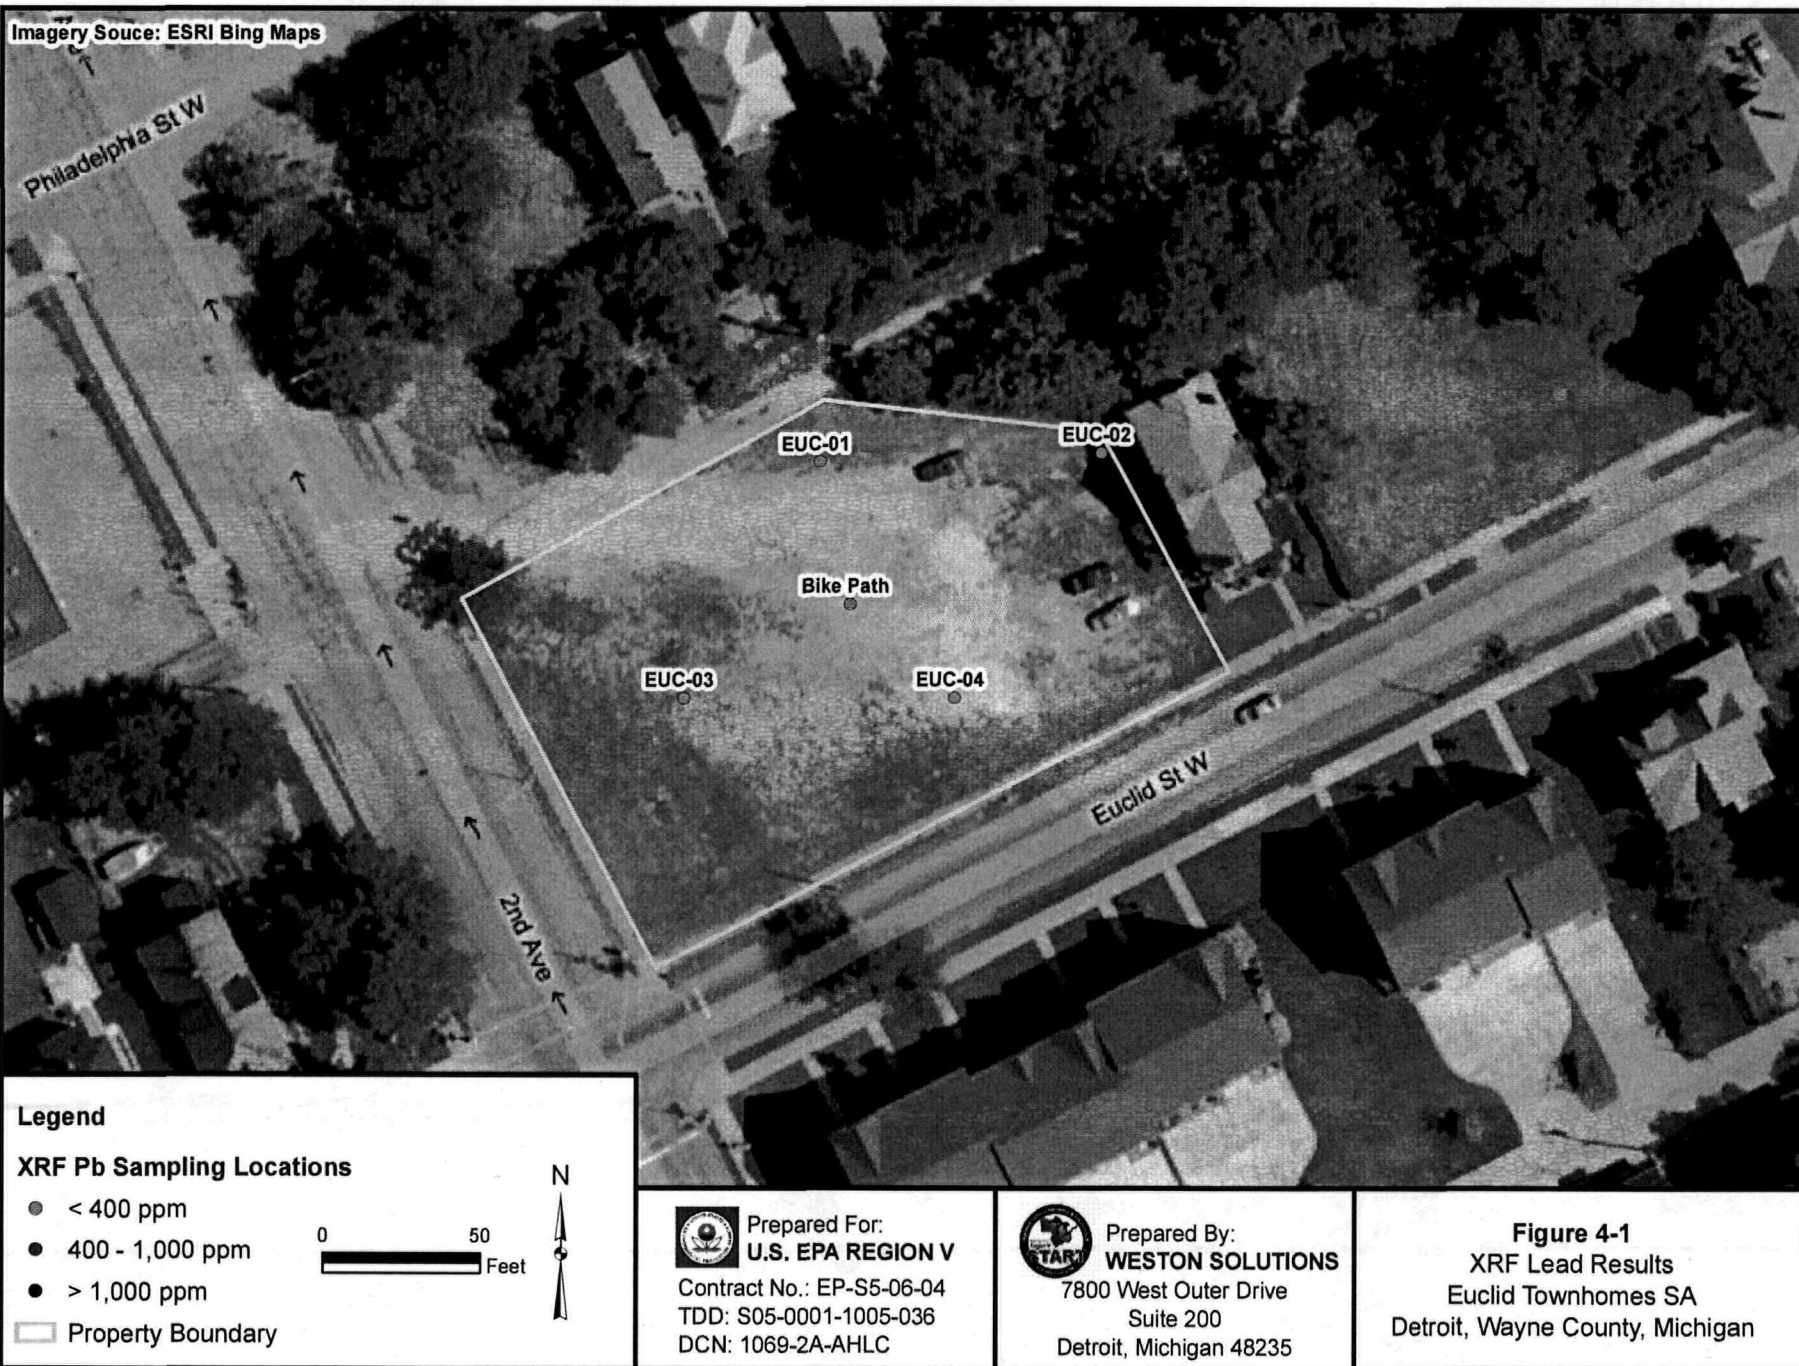 Imagery Souce: ESRI Bing Maps
Philadelphia St W
EUC-01
EUC-02
Bike Path
EUC-03
EUC-04
Euclid St W
2nd Ave
Legend
XRF Pb Sampling Locations
< 400 ppm
400 - 1,000 ppm
> 1,000 ppm
Property Boundary
0 50
Feet
N
Prepared For:
U.S. EPA REGION V
Contract No.: EP-S5-06-04
TDD: S05-0001-1005-036
DCN: 1069-2A-AHLC
START
Prepared By:
WESTON SOLUTIONS
7800 West Outer Drive
Suite 200
Detroit, Michigan 48235
Figure 4-1
XRF Lead Results
Euclid Townhomes SA
Detroit, Wayne County, Michigan